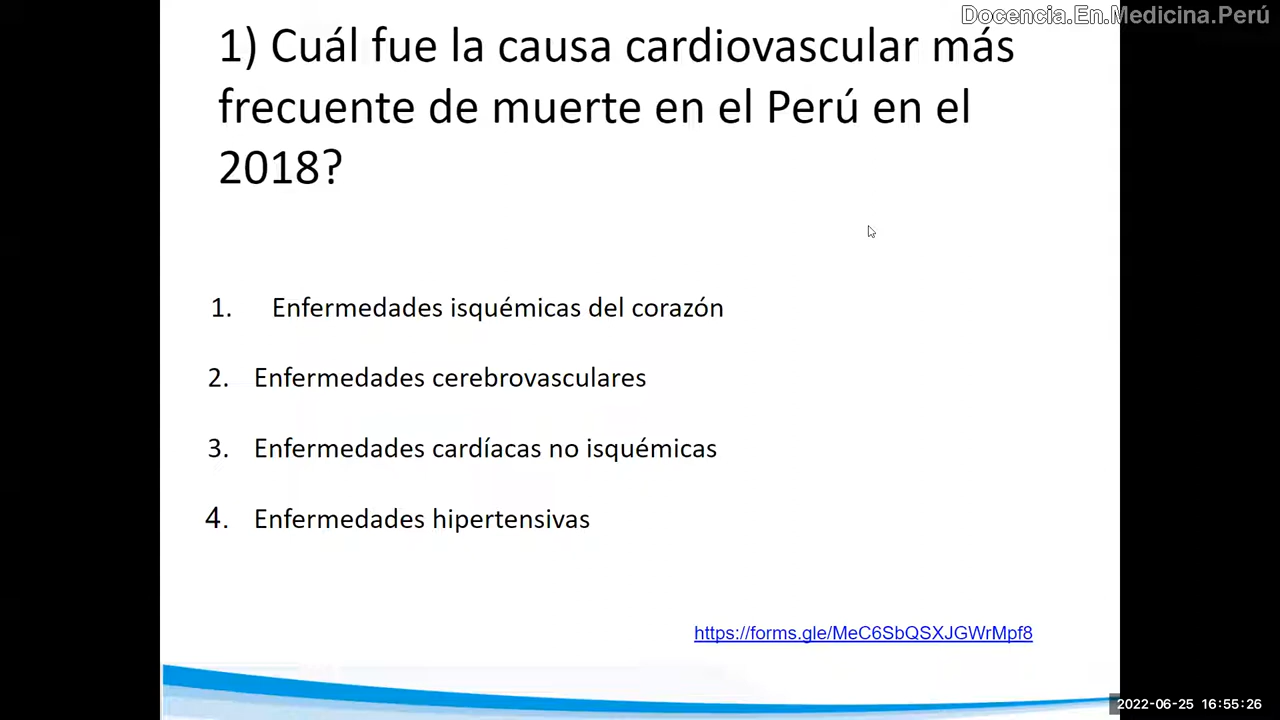 Docencia.En.Medicina.Perú
1) Cuál fue la causa cardiovascular más
frecuente de muerte en el Perú en el
2018?
1. Enfermedades isquémicas del corazón
2. Enfermedades cerebrovasculares
3. Enfermedades cardíacas no isquémicas
4. Enfermedades hipertensivas
https://forms.gle/MeC6SbQSXJGWrMpf8
2022-06-25 16:55:26